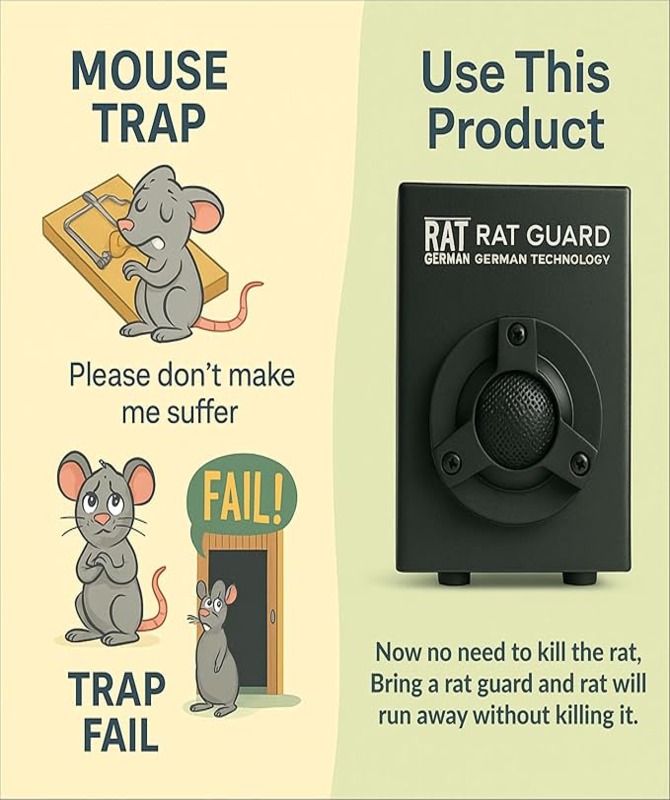 MOUSE
TRAP
Please don't make
me suffer
FAIL!
TRAP
FAIL
Use This
Product
RAT RAT GUARD
GERMAN GERMAN TECHNOLOGY
Now no need to kill the rat,
Bring a rat guard and rat will
run away without killing it.